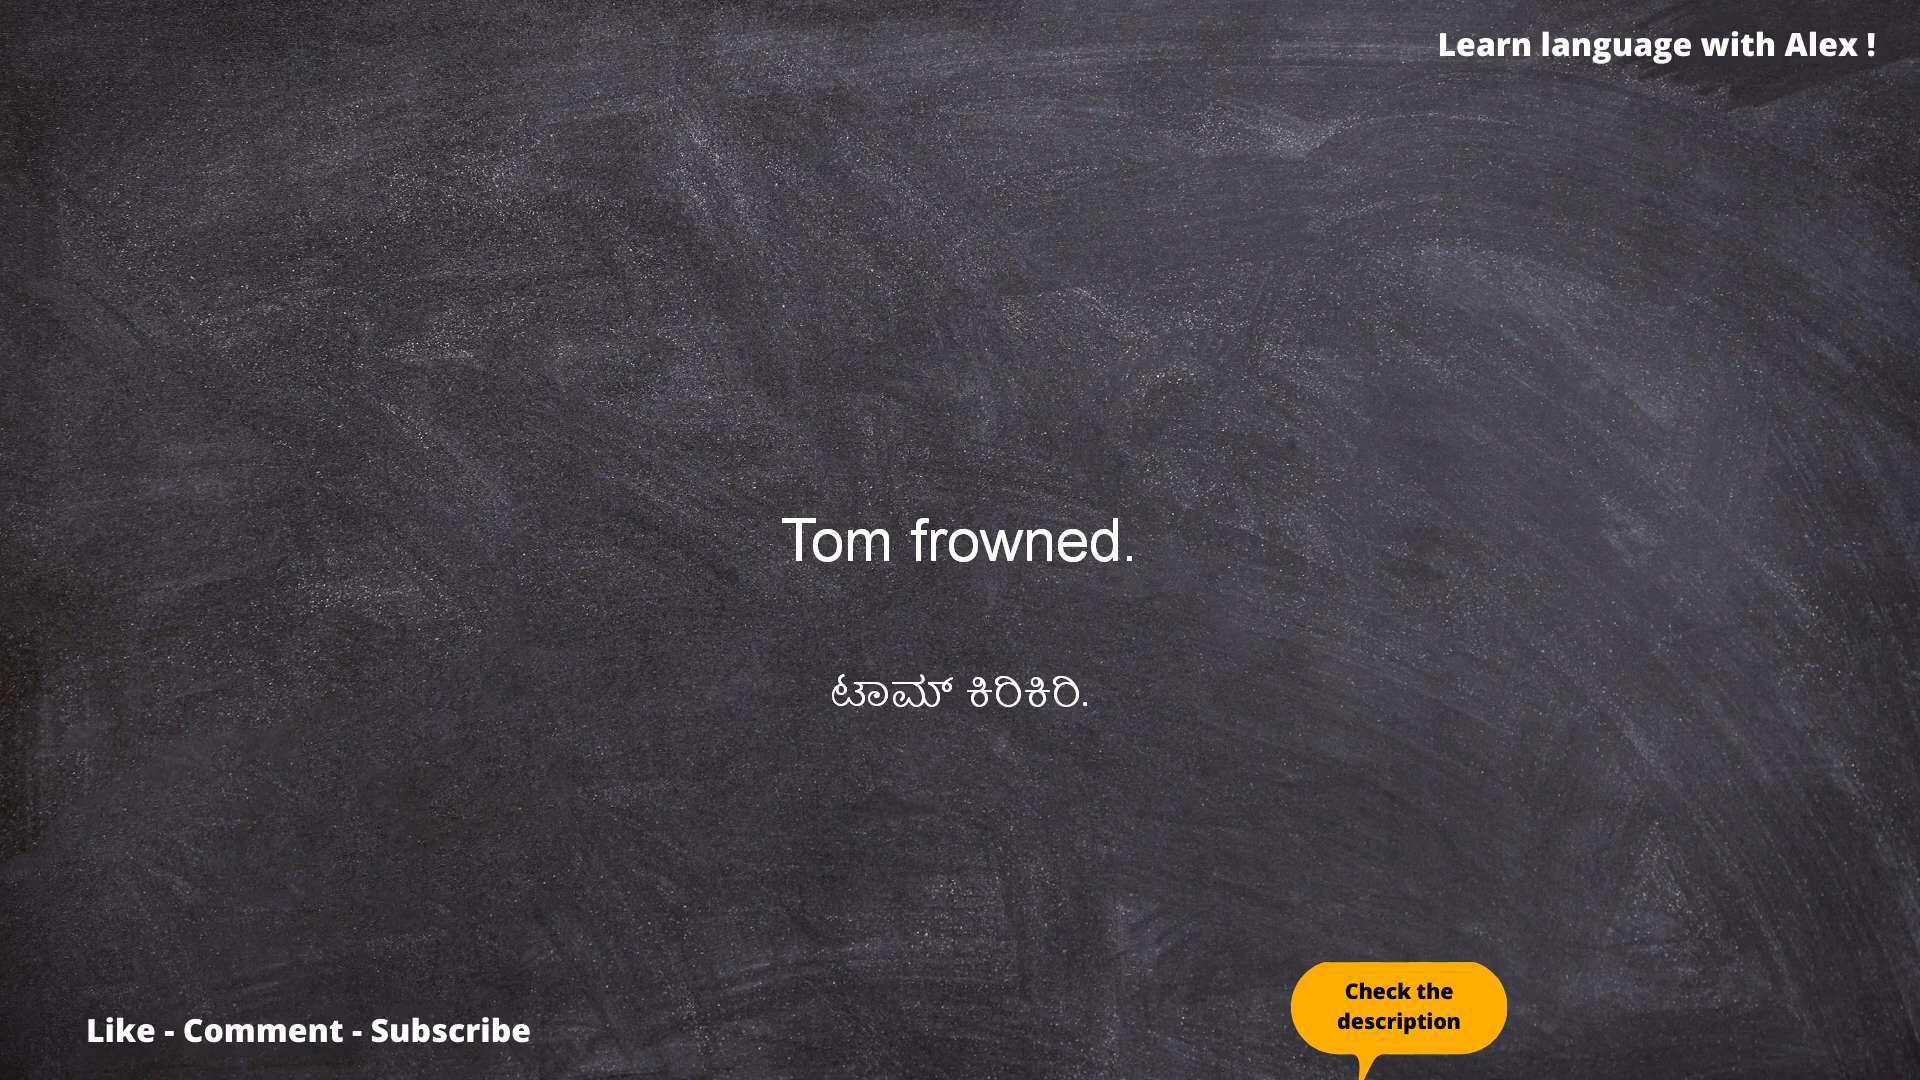 Learn language with Alex !
Tom frowned.
ಟಾಮ್ ಕಿರಿಕಿರಿ.
Check the
description
Like - Comment - Subscribe